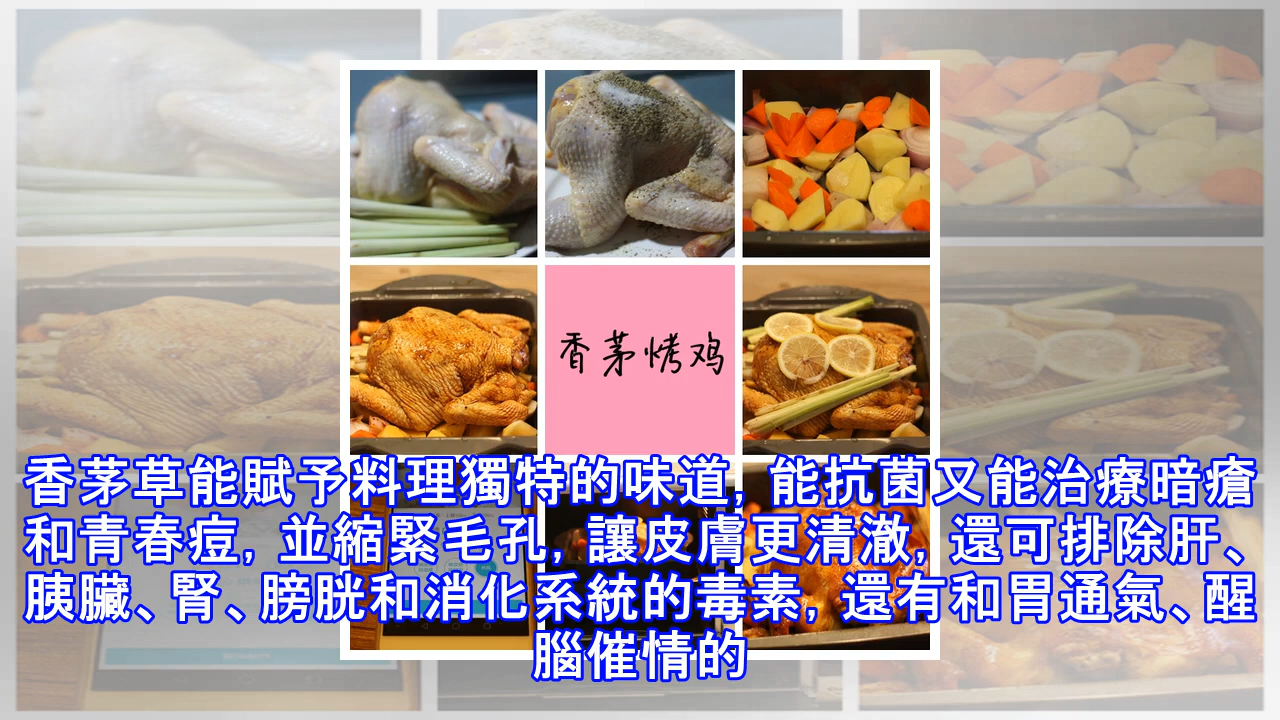 香茅烤鸡
香茅草能賦予料理獨特的味道, 能抗菌又能治療暗瘡
和青春痘, 並縮緊毛孔, 讓皮膚更清澈, 還可排除肝、
胰臟、腎、膀胱和消化系統的毒素, 還有和胃通氣、醒
腦催情的